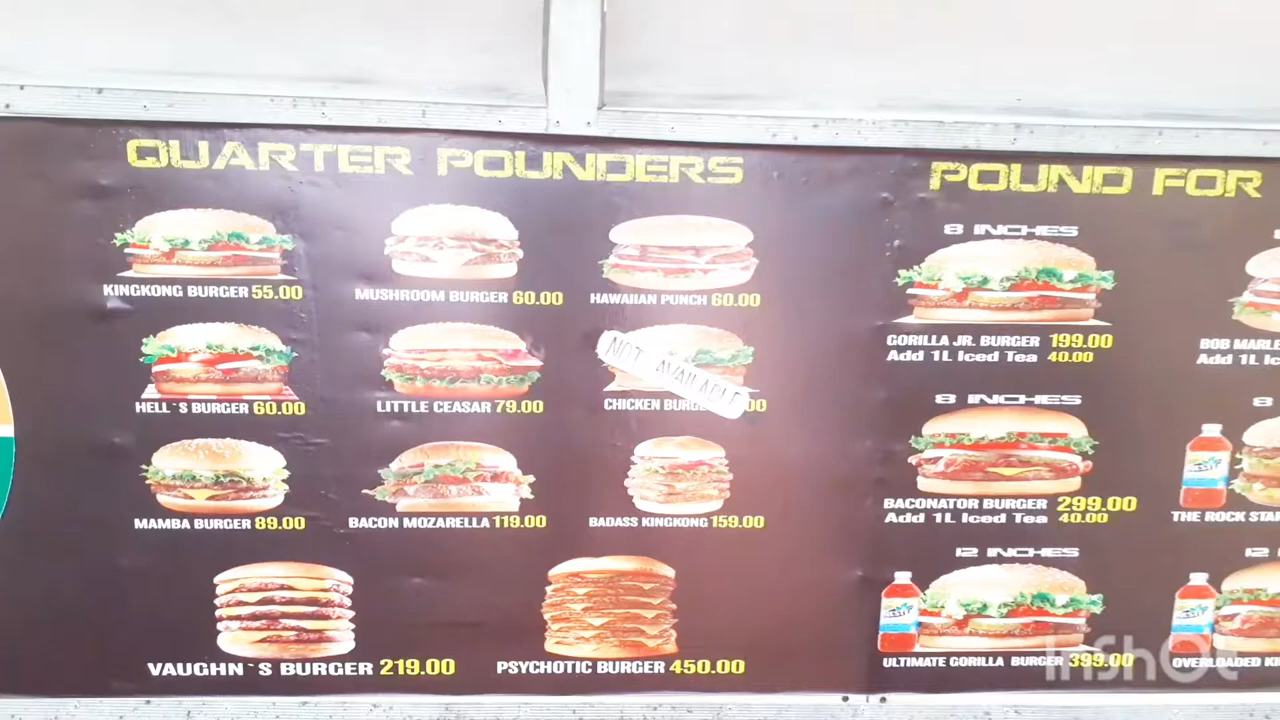 QUARTER POUNDERS
KINGKONG BURGER 55.00
MUSHROOM BURGER 60.00
HAWAIIAN PUNCH 60.00
HELL`S BURGER 60.00
LITTLE CEASAR 79.00
NOT AVAILABLE
CHICKEN
MAMBA BURGER 89.00
BACON MOZARELLA 119.00
BADASS KINGKONG 159.00
VAUGHN`S BURGER 219.00
PSYCHOTIC BURGER 450.00
POUND FOR
8 INCHES
GORILLA JR. BURGER 199.00
Add 1L Iced Tea 40.00
BOB
Add 1L
8 INCHES
8
BACONATOR BURGER 299.00
Add 1L Iced Tea 40.00
THE ROCK
12 INCHES
12
ULTIMATE GORILLA BURGER 399.00
OVERLOADED
InShot